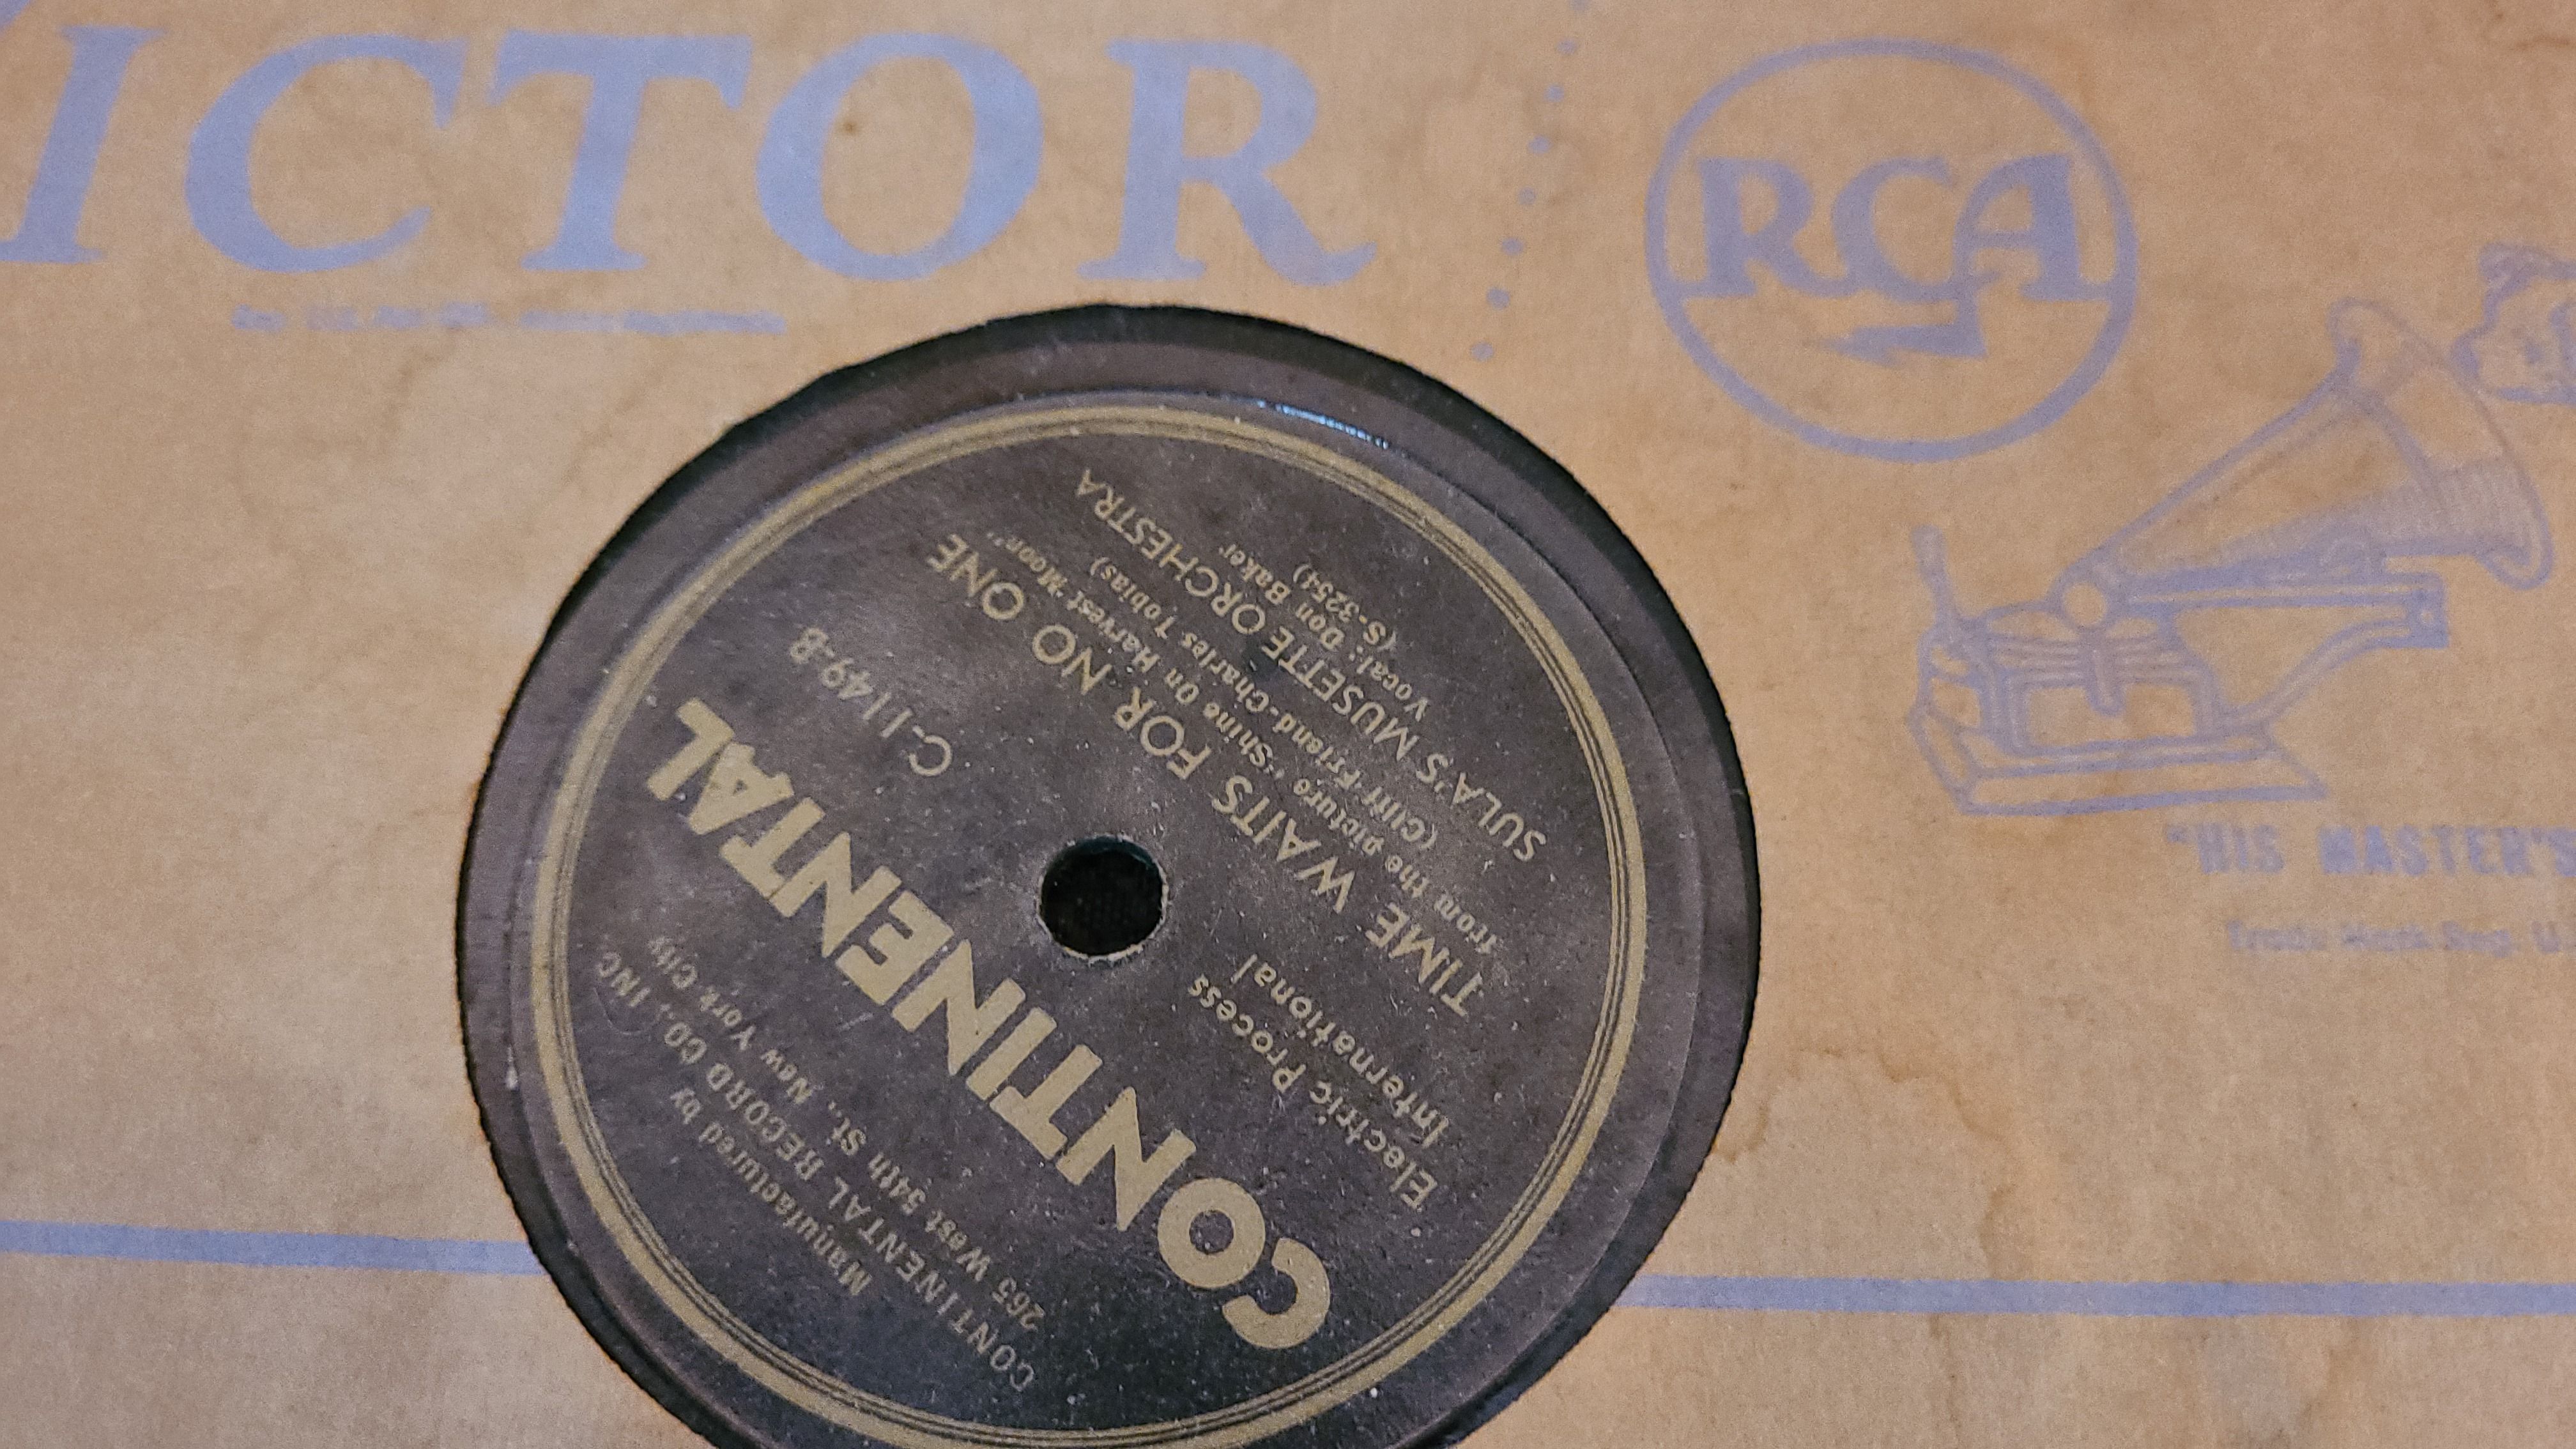 VICTOR
RCA
"HIS MASTER'S
Manufactured by
CONTINENTAL RECORD CO., INC.
265 West 54th St., New York City
CONTINENTAL
Electric Process
International
C-1149-B
TIME WAITS FOR NO ONE
from the picture "Shine On Harvest Moon"
(Cliff Friend-Charles Tobias)
SULA'S MUSETTE ORCHESTRA
Vocal: Don Baker
(S-3254)